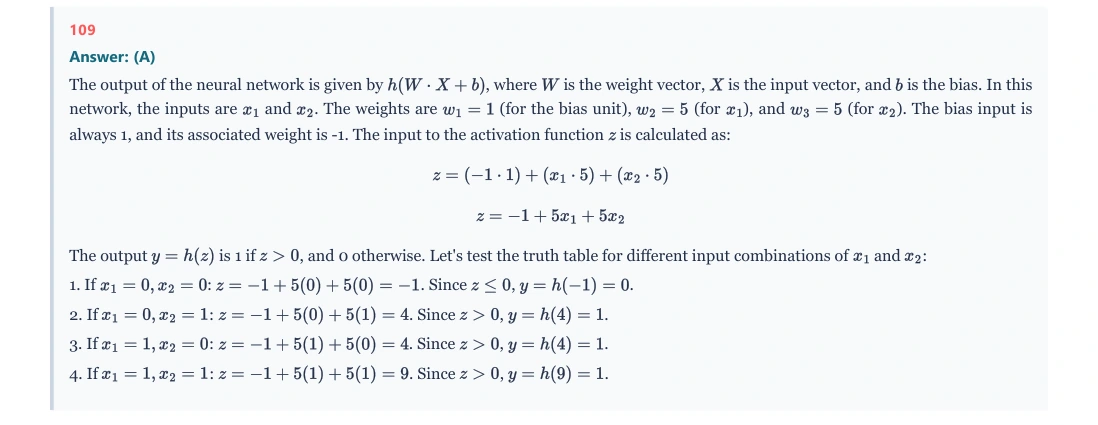 109
Answer: (A)
The output of the neural network is given by h(W · X + b), where W is the weight vector, X is the input vector, and b is the bias. In this
network, the inputs are x₁ and x₂. The weights are w₁ = 1 (for the bias unit), w₂ = 5 (for x₁), and w₃ = 5 (for x₂). The bias input is
always 1, and its associated weight is -1. The input to the activation function z is calculated as:
z = (−1 · 1) + (x₁ · 5) + (x₂ · 5)
z = −1 + 5x₁ + 5x₂
The output y = h(z) is 1 if z > 0, and 0 otherwise. Let's test the truth table for different input combinations of x₁ and x₂:
1. If x₁ = 0, x₂ = 0: z = −1 + 5(0) + 5(0) = −1. Since z ≤ 0, y = h(−1) = 0.
2. If x₁ = 0, x₂ = 1: z = −1 + 5(0) + 5(1) = 4. Since z > 0, y = h(4) = 1.
3. If x₁ = 1, x₂ = 0: z = −1 + 5(1) + 5(0) = 4. Since z > 0, y = h(4) = 1.
4. If x₁ = 1, x₂ = 1: z = −1 + 5(1) + 5(1) = 9. Since z > 0, y = h(9) = 1.